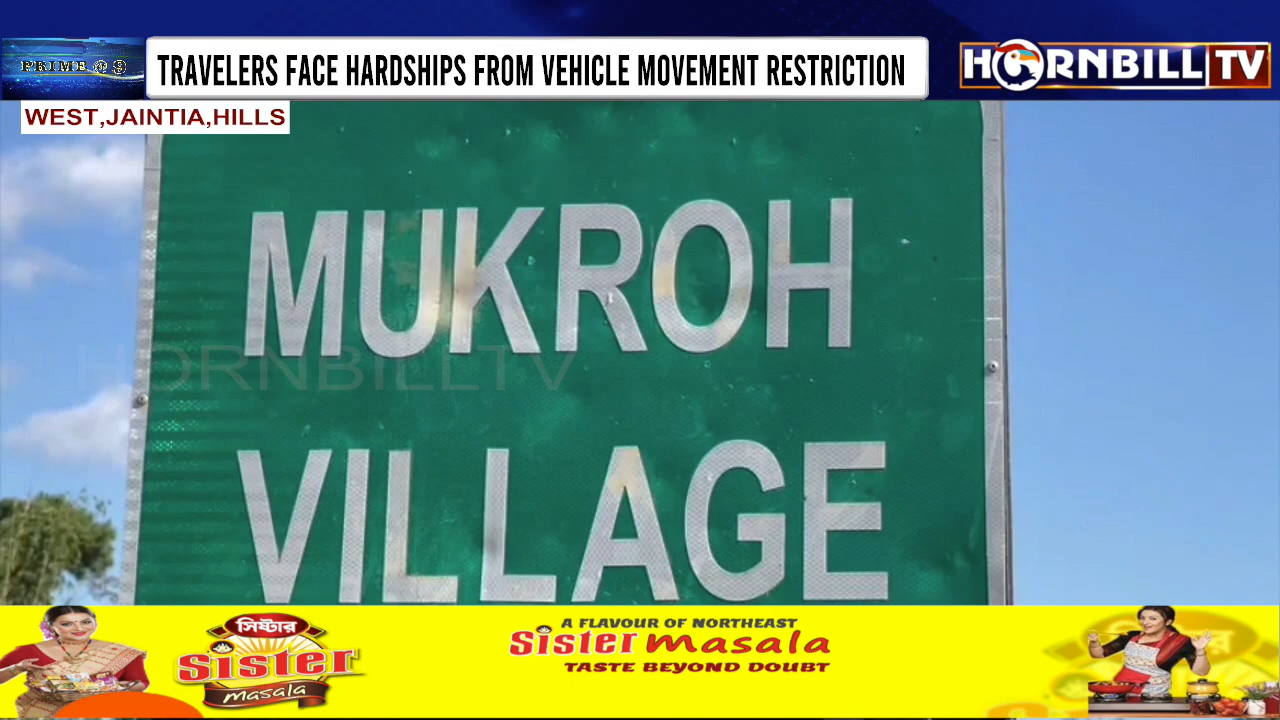 PRIME @ 9
TRAVELERS FACE HARDSHIPS FROM VEHICLE MOVEMENT RESTRICTION
HORNBILL TV
WEST,JAINTIA,HILLS
MUKROH
VILLAGE
HORNBILLTV
সিষ্টাৰ
Sister
masala
A FLAVOUR OF NORTHEAST
Sister masala
TASTE BEYOND DOUBT